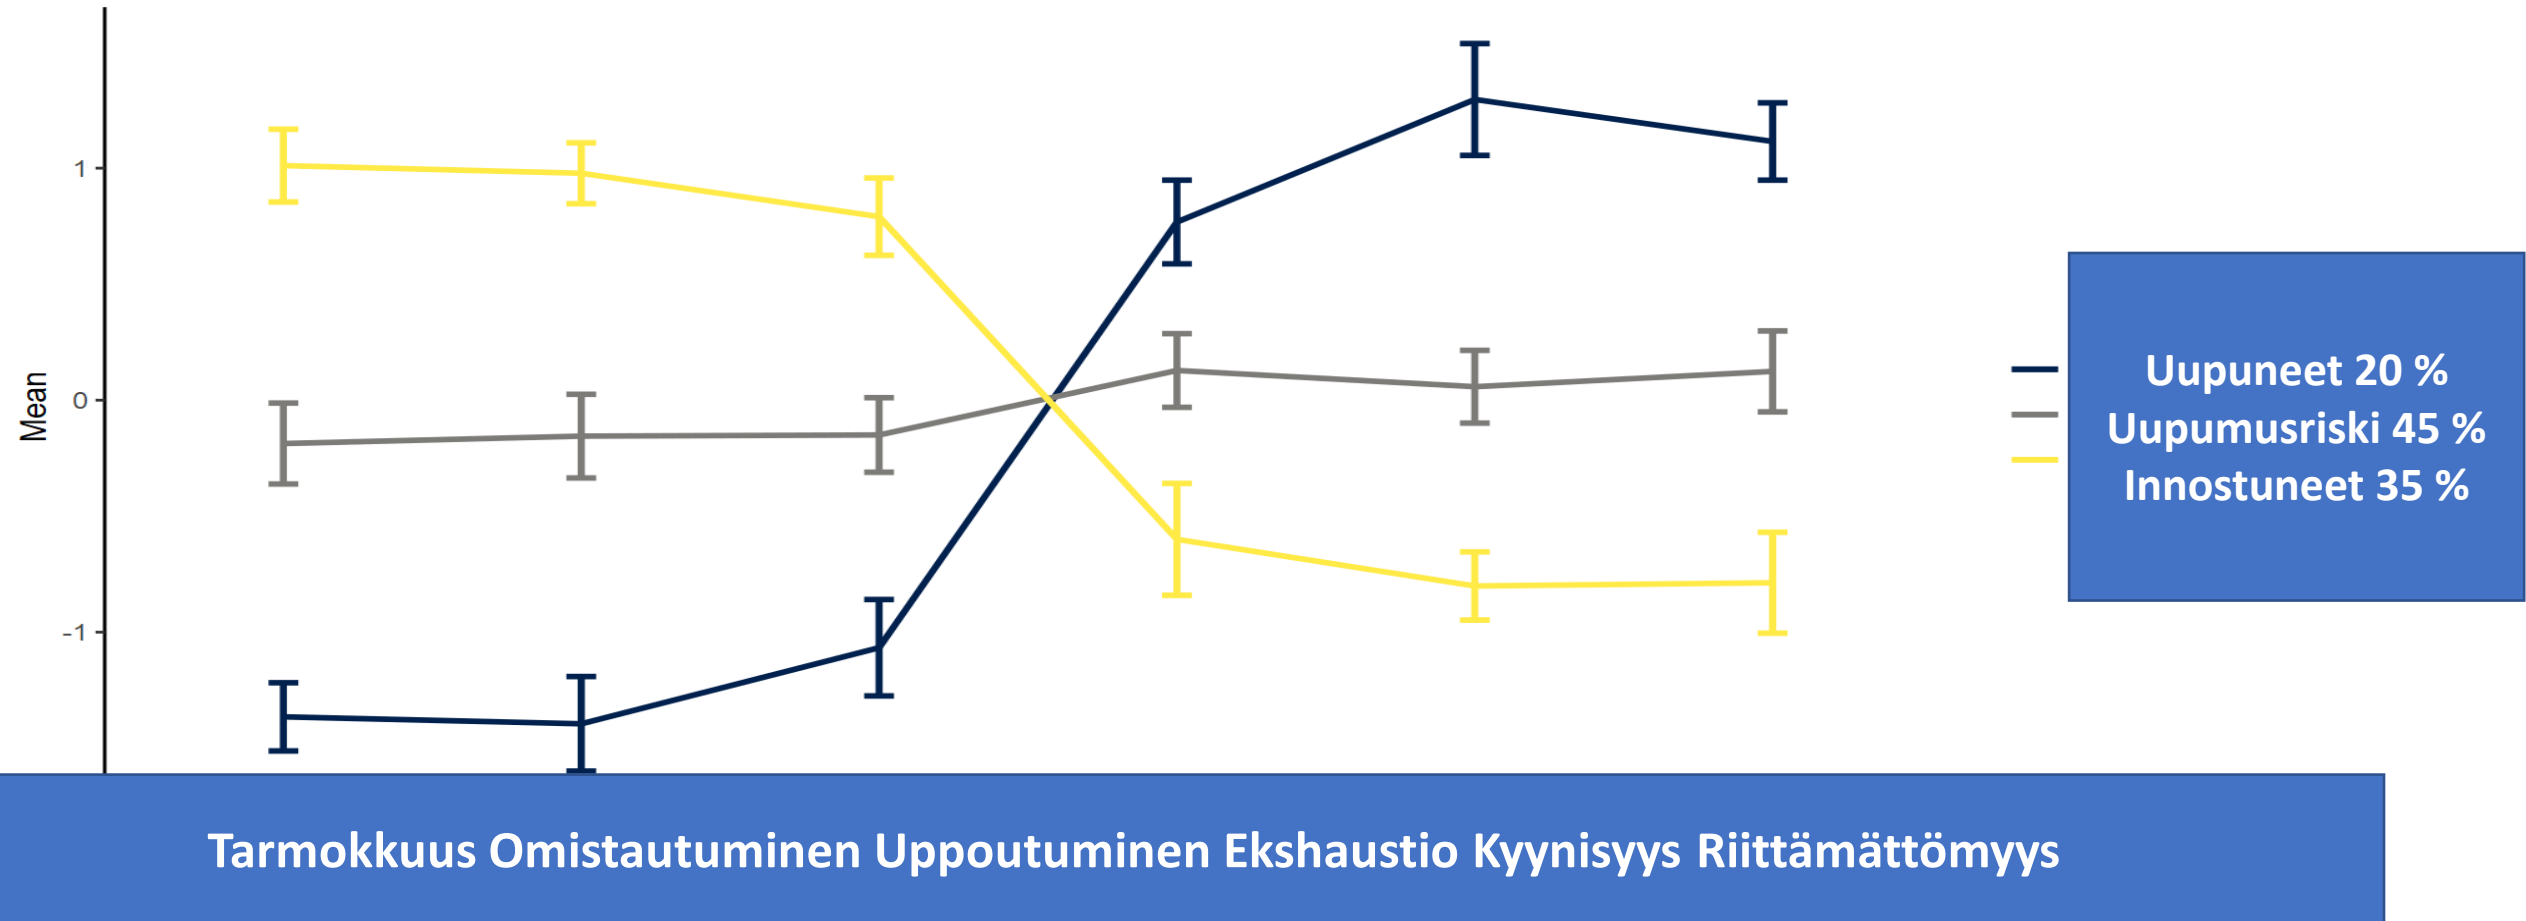 1
0
-1
Mean
Uupuneet 20 %
Uupumusriski 45 %
Innostuneet 35 %
Tarmokkuus Omistautuminen Uppoutuminen Ekshaustio Kyynisyys Riittämättömyys